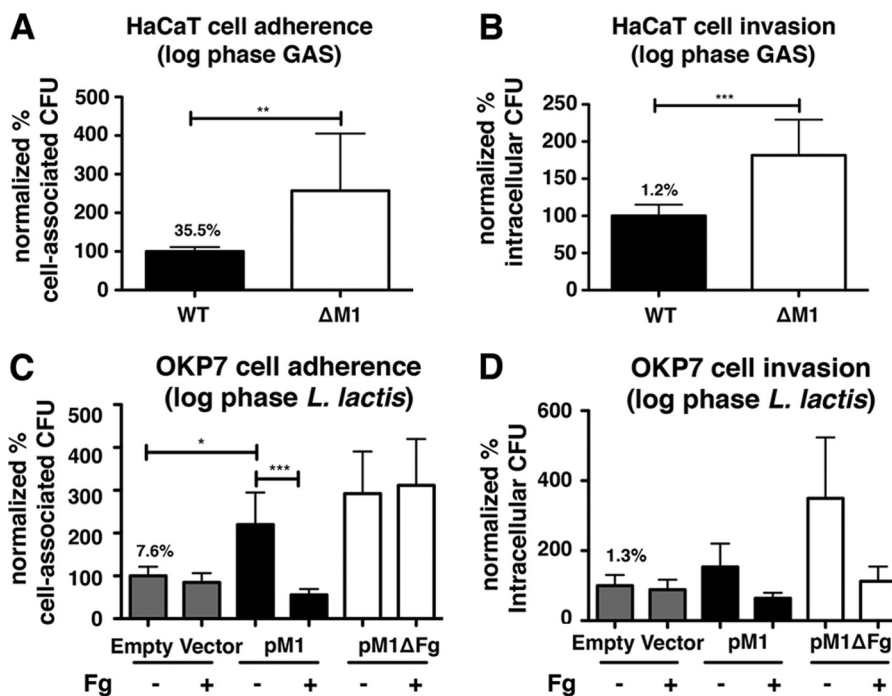 A
HaCaT cell adherence
(log phase GAS)
normalized %
cell-associated CFU
500
400
300
200
100
0
**
35.5%
WT
ΔM1
B
HaCaT cell invasion
(log phase GAS)
normalized %
intracellular CFU
250
200
150
100
50
0
***
1.2%
WT
ΔM1
C
OKP7 cell adherence
(log phase L. lactis)
normalized %
cell-associated CFU
500
400
300
200
100
0
*
***
7.6%
Empty Vector
pM1
pM1ΔFg
Fg - + - + - +
D
OKP7 cell invasion
(log phase L. lactis)
normalized %
Intracellular CFU
600
400
200
0
1.3%
Empty Vector
pM1
pM1ΔFg
Fg - + - + - +